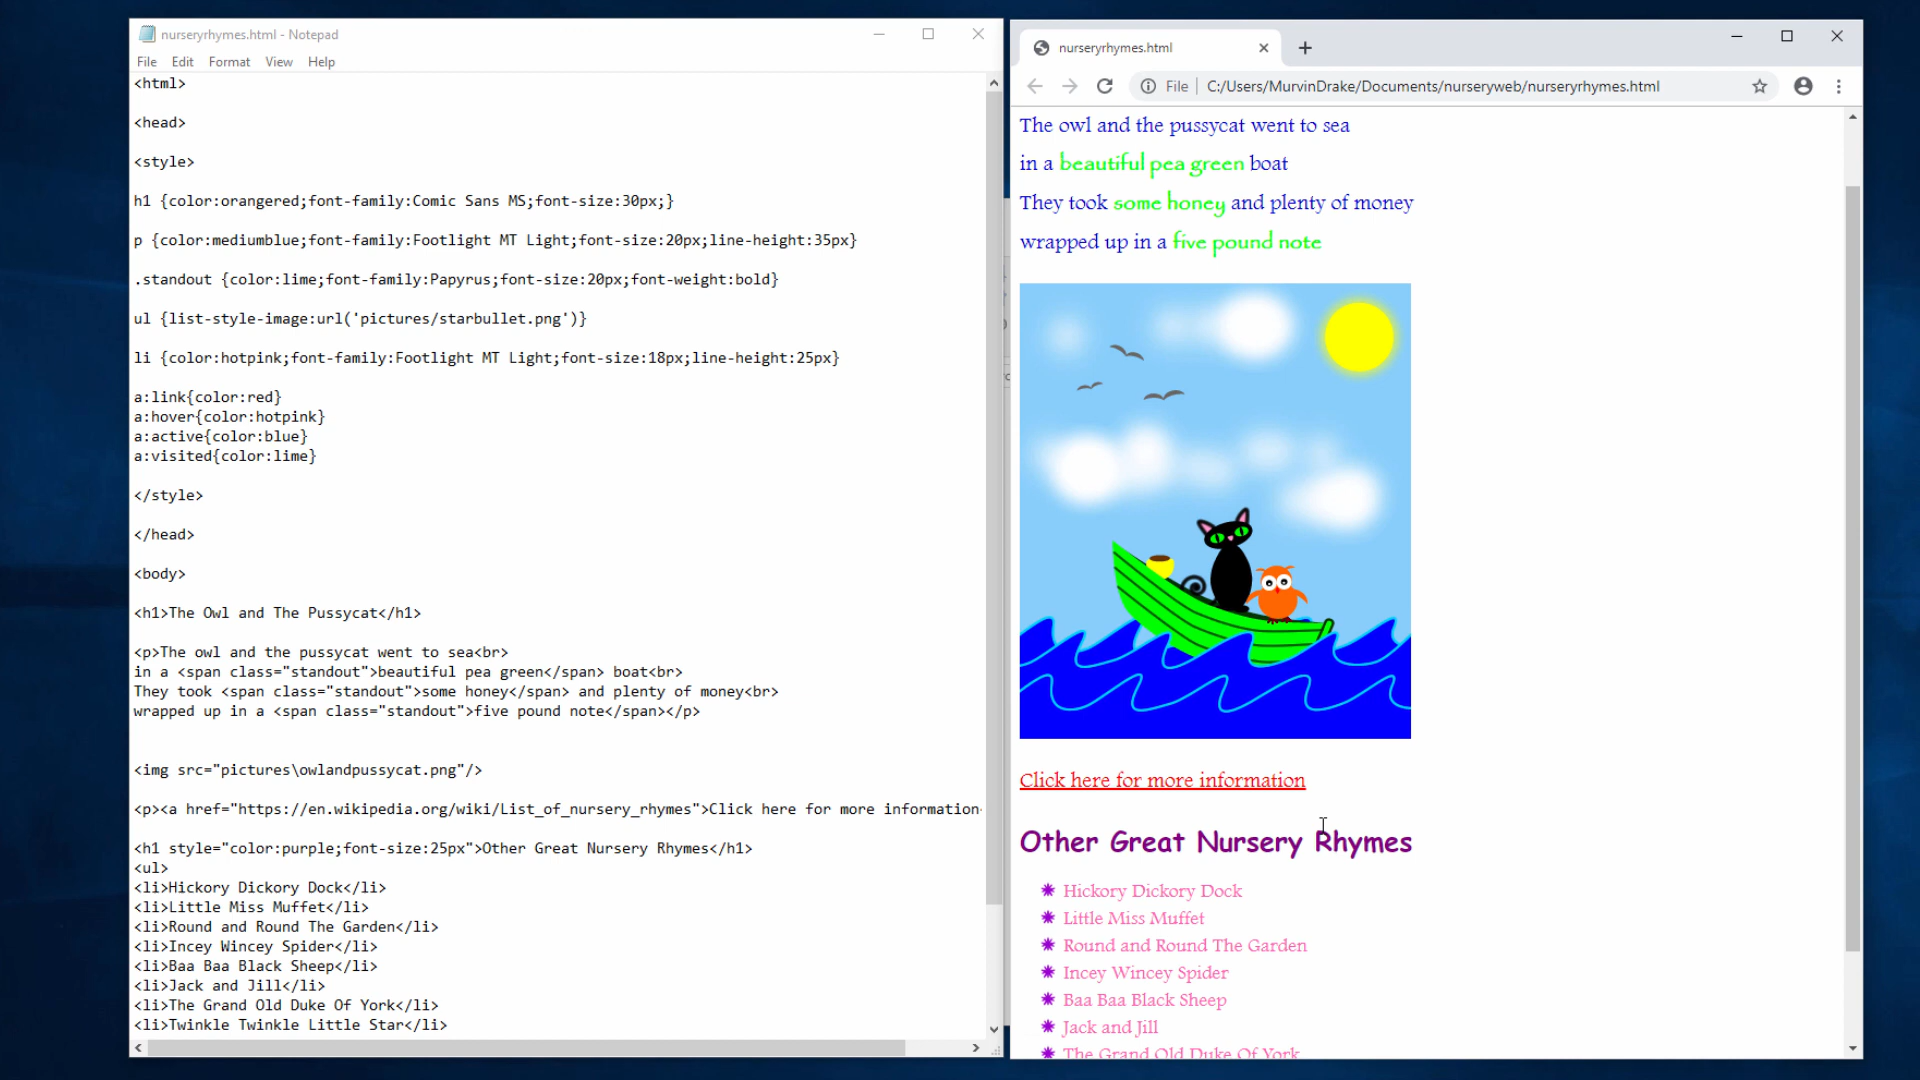 nurseryrhymes.html - Notepad
File Edit Format View Help
<html>
<head>
<style>
h1 {color:orangered;font-family:Comic Sans MS;font-size:30px;}
p {color:mediumblue;font-family:Footlight MT Light;font-size:20px;line-height:35px}
.standout {color:lime;font-family:Papyrus;font-size:20px;font-weight:bold}
ul {list-style-image:url('pictures/starbullet.png')}
li {color:hotpink;font-family:Footlight MT Light;font-size:18px;line-height:25px}
a:link{color:red}
a:hover{color:hotpink}
a:active{color:blue}
a:visited{color:lime}
</style>
</head>
<body>
<h1>The Owl and The Pussycat</h1>
<p>The owl and the pussycat went to sea<br>
in a <span class="standout">beautiful pea green</span> boat<br>
They took <span class="standout">some honey</span> and plenty of money<br>
wrapped up in a <span class="standout">five pound note</span></p>
<img src="pictures\owlandpussycat.png"/>
<p><a href="https://en.wikipedia.org/wiki/List_of_nursery_rhymes">Click here for more information
<h1 style="color:purple;font-size:25px">Other Great Nursery Rhymes</h1>
<ul>
<li>Hickory Dickory Dock</li>
<li>Little Miss Muffet</li>
<li>Round and Round The Garden</li>
<li>Incey Wincey Spider</li>
<li>Baa Baa Black Sheep</li>
<li>Jack and Jill</li>
<li>The Grand Old Duke Of York</li>
<li>Twinkle Twinkle Little Star</li>
nurseryrhymes.html
File C:/Users/MurvinDrake/Documents/nurseryweb/nurseryrhymes.html
The owl and the pussycat went to sea
in a beautiful pea green boat
They took some honey and plenty of money
wrapped up in a five pound note
Click here for more information
Other Great Nursery Rhymes
Hickory Dickory Dock
Little Miss Muffet
Round and Round The Garden
Incey Wincey Spider
Baa Baa Black Sheep
Jack and Jill
The Grand Old Duke Of York